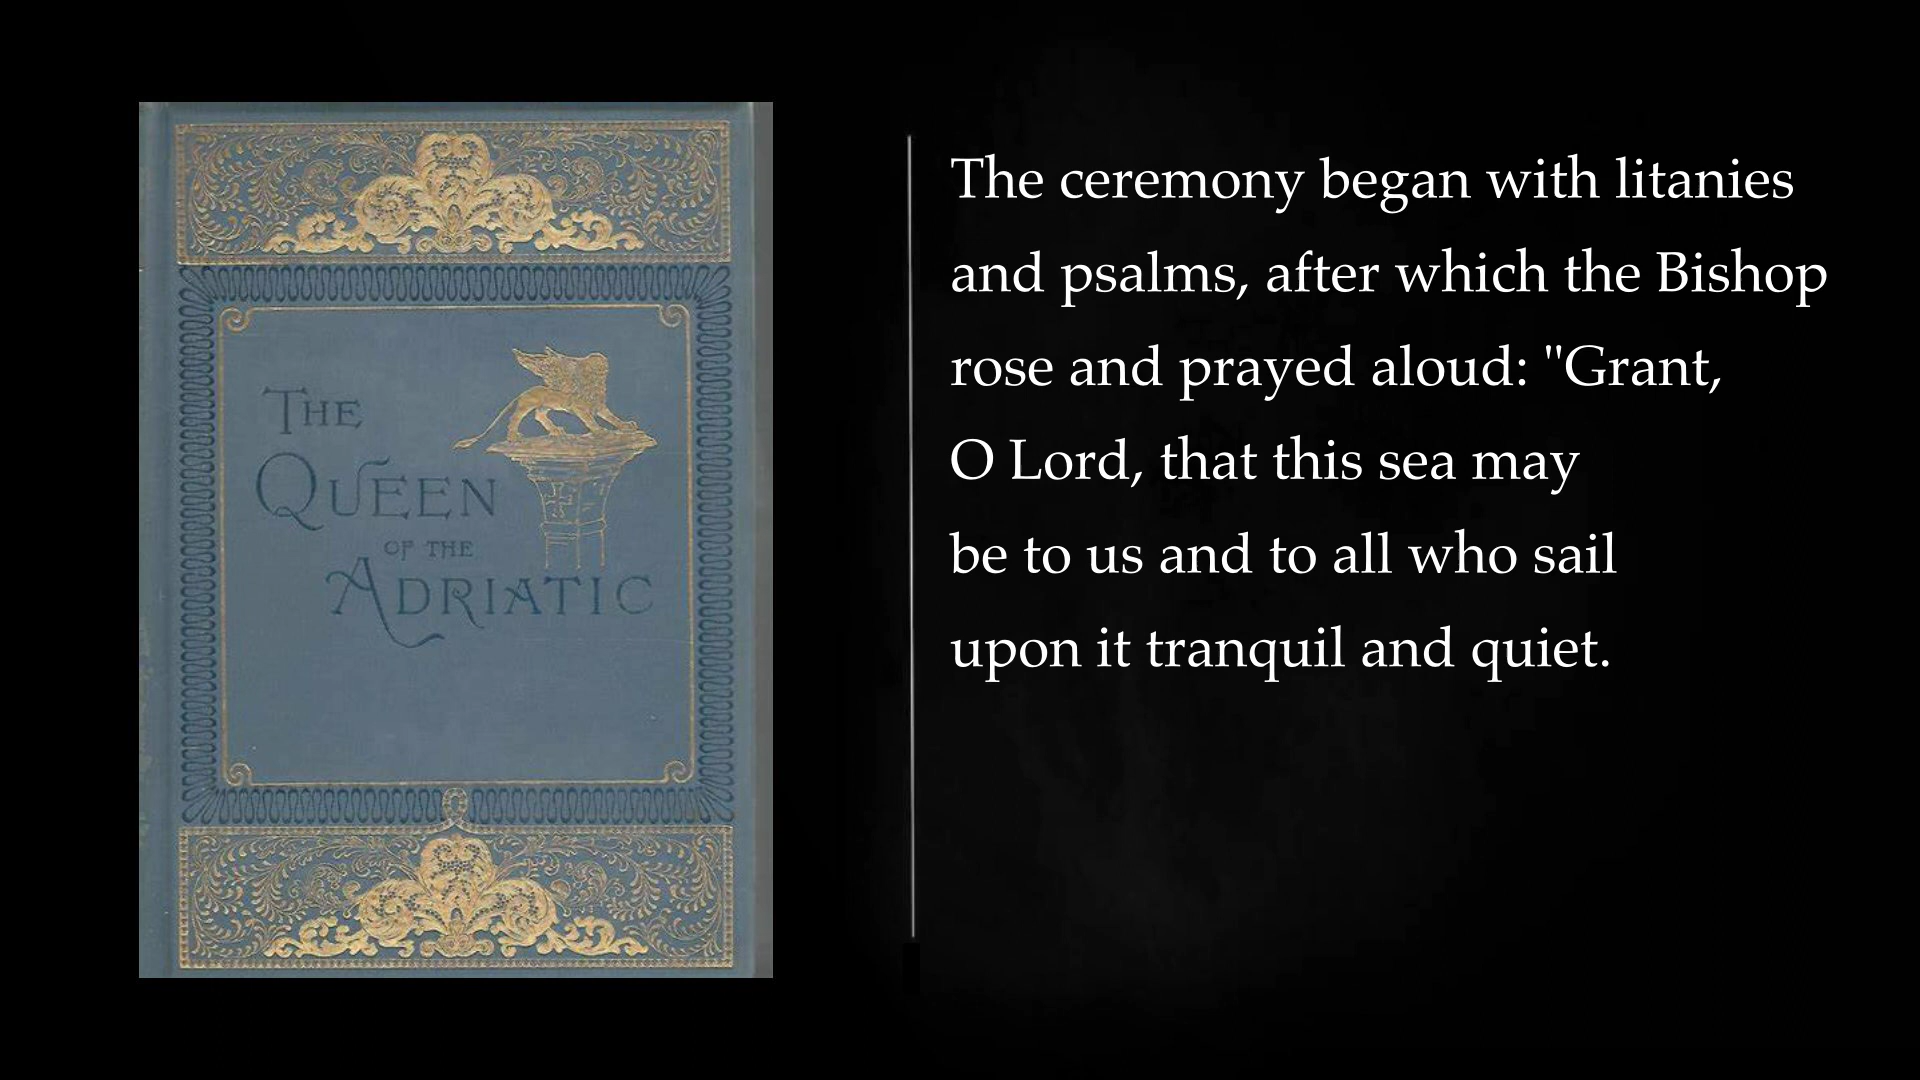 THE
QUEEN
OF THE
ADRIATIC
The ceremony began with litanies
and psalms, after which the Bishop
rose and prayed aloud: "Grant,
O Lord, that this sea may
be to us and to all who sail
upon it tranquil and quiet.